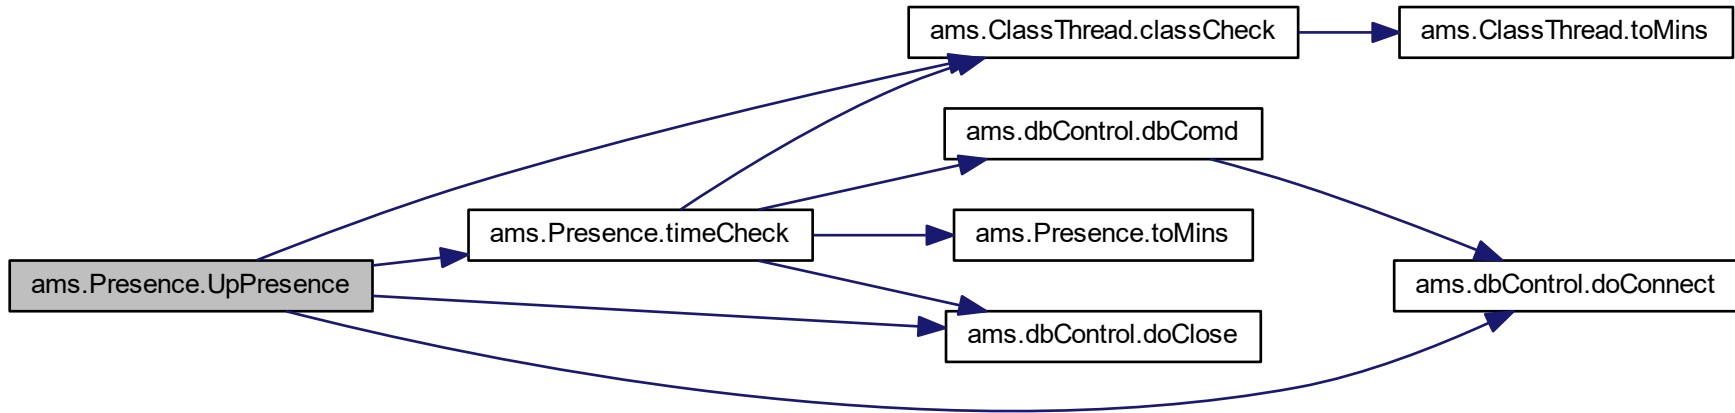 ams.ClassThread.classCheck
ams.ClassThread.toMins
ams.dbControl.dbComd
ams.Presence.timeCheck
ams.Presence.toMins
ams.Presence.UpPresence
ams.dbControl.doConnect
ams.dbControl.doClose